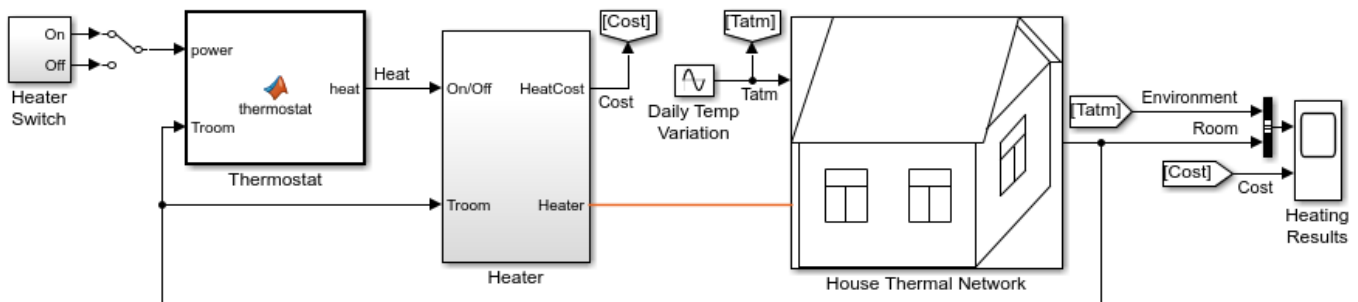 On
Off
Heater
Switch
power
Troom
thermostat
heat
Thermostat
Heat
On/Off
Troom
HeatCost
Heater
Heater
[Cost]
Cost
[Tatm]
Tatm
Daily Temp
Variation
House Thermal Network
[Tatm]
Environment
Room
[Cost]
Cost
Heating
Results